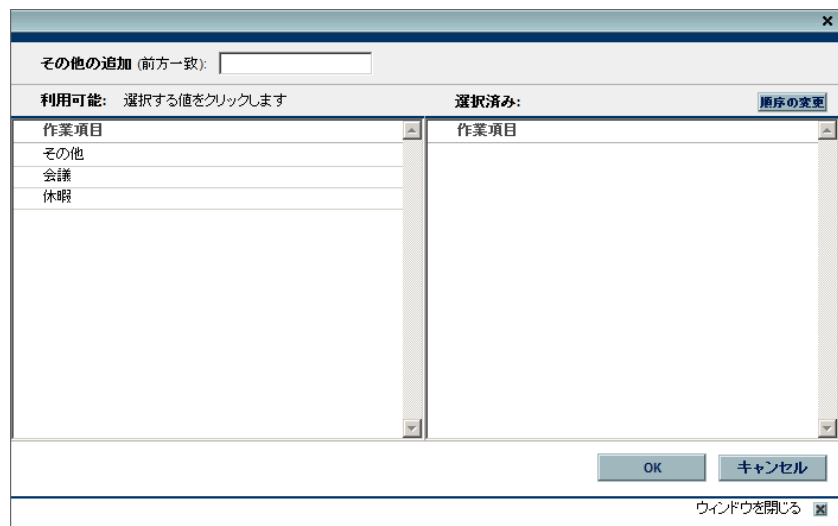 その他の追加 (前方一致):
利用可能: 選択する値をクリックします
選択済み:
順序の変更
作業項目
その他
会議
休暇
作業項目
OK
キャンセル
ウィンドウを閉じる